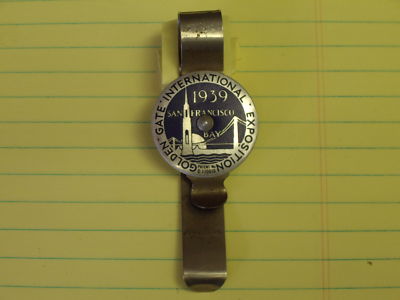 GOLDEN GATE INTERNATIONAL EXPOSITION
1939
SAN FRANCISCO
BAY